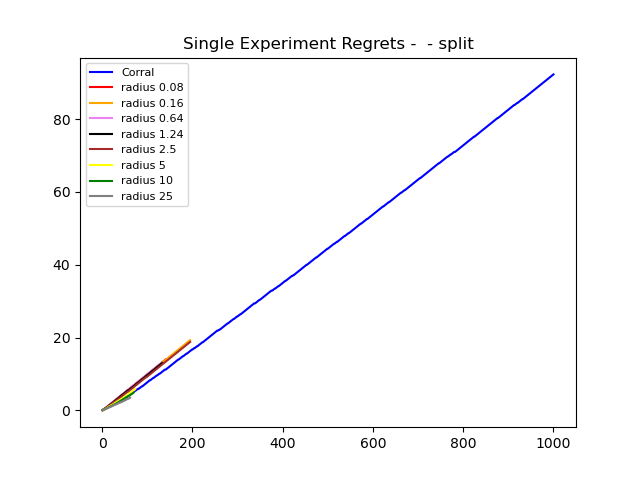 Single Experiment Regrets -  - split
Corral
radius 0.08
radius 0.16
radius 0.64
radius 1.24
radius 2.5
radius 5
radius 10
radius 25
80
60
40
20
0
0 200 400 600 800 1000